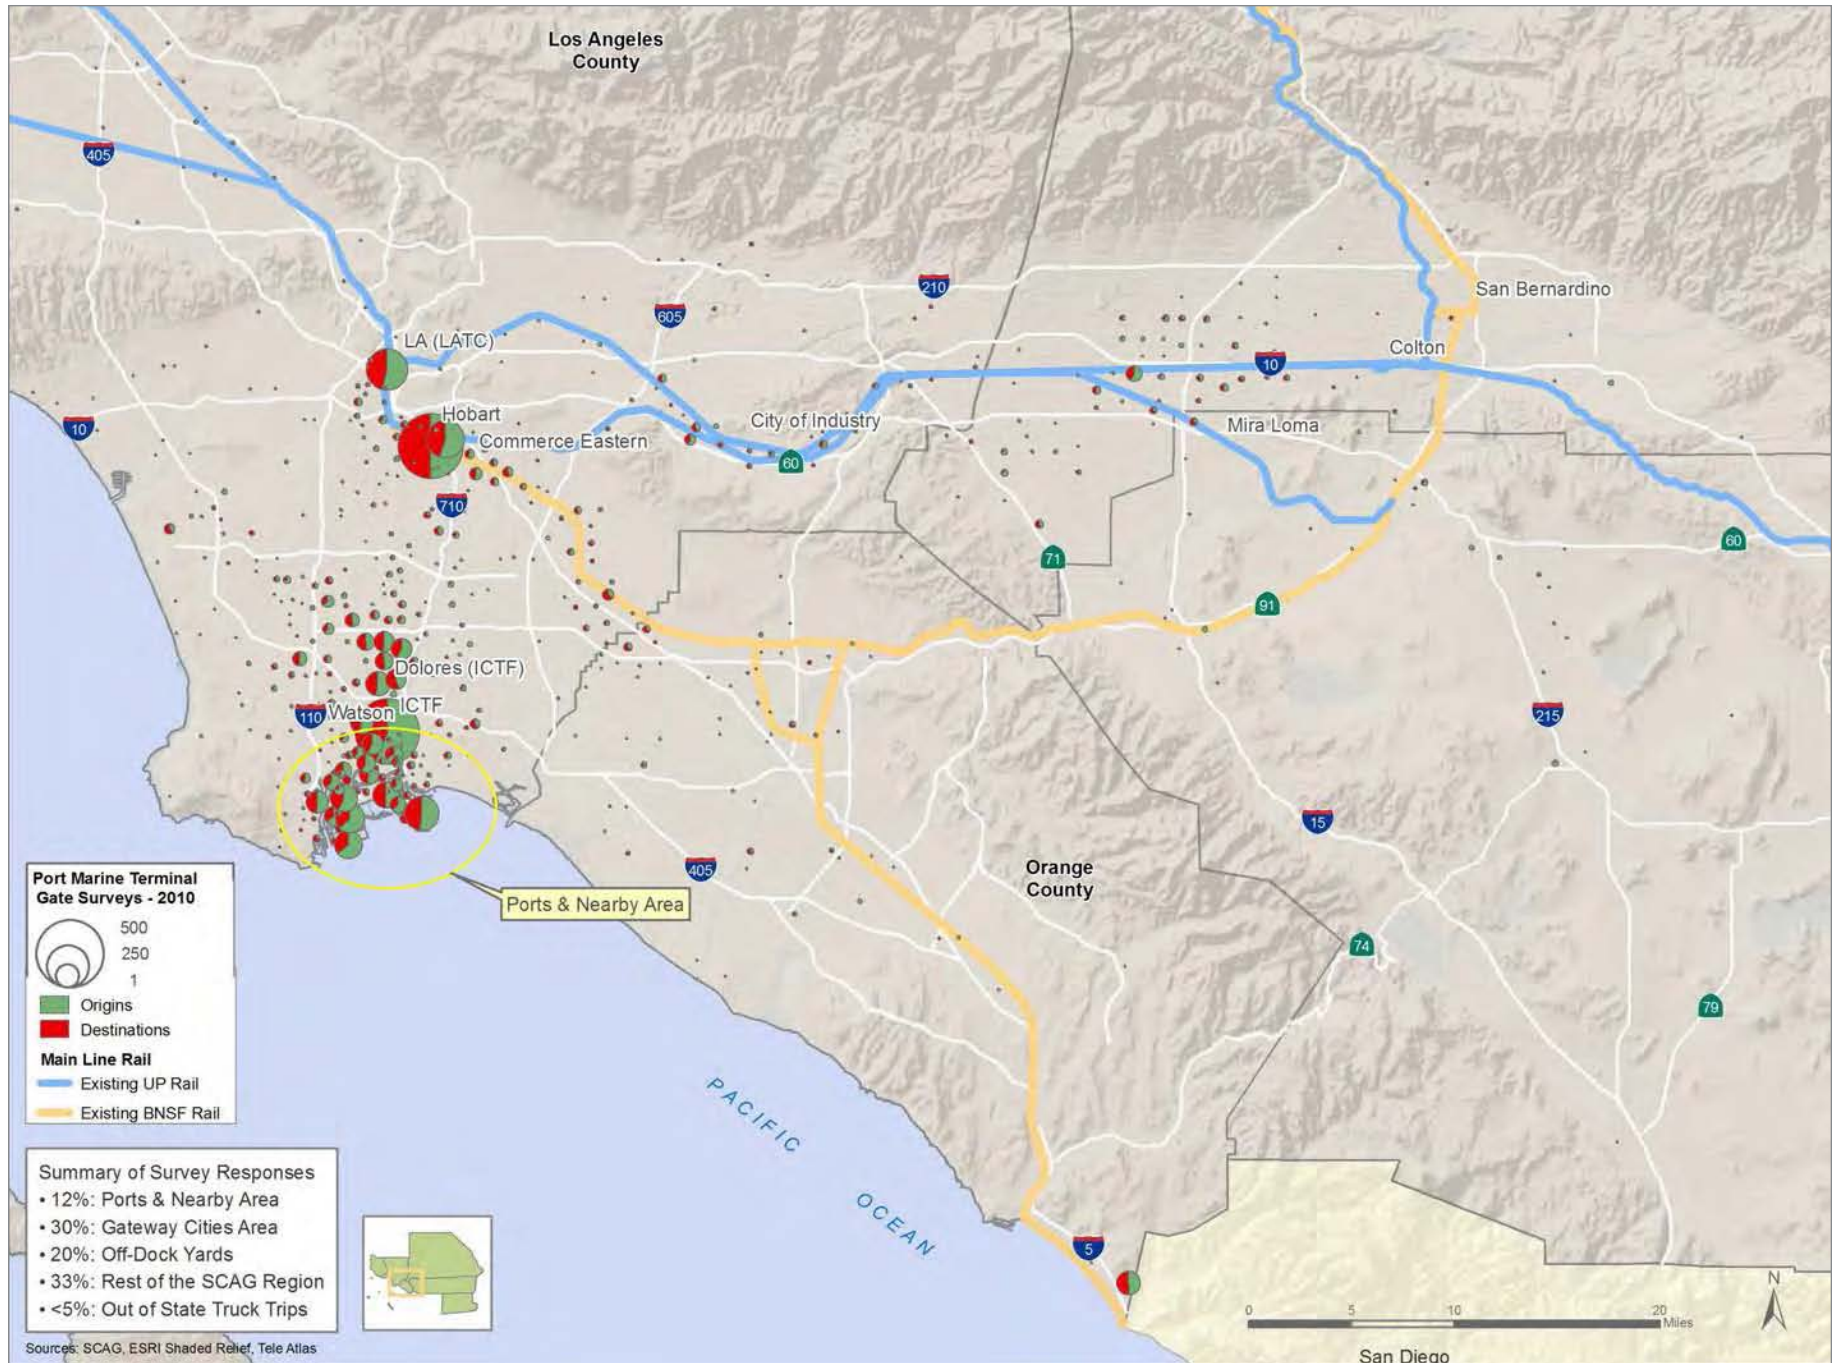 Los Angeles
County
405
210
605
San Bernardino
LA (LATC)
Colton
10
Hobart
10
City of Industry
Mira Loma
Commerce Eastern
60
710
60
71
91
Dolores (ICTF)
ICTF
110
Watson
215
15
405
Orange
County
Ports & Nearby Area
74
79
5
PACIFIC
OCEAN
Port Marine Terminal
Gate Surveys - 2010
500
250
1
Origins
Destinations
Main Line Rail
Existing UP Rail
Existing BNSF Rail
Summary of Survey Responses
• 12%: Ports & Nearby Area
• 30%: Gateway Cities Area
• 20%: Off-Dock Yards
• 33%: Rest of the SCAG Region
• <5%: Out of State Truck Trips
N
0 5 10 20
Miles
Sources: SCAG, ESRI Shaded Relief, Tele Atlas
San Diego